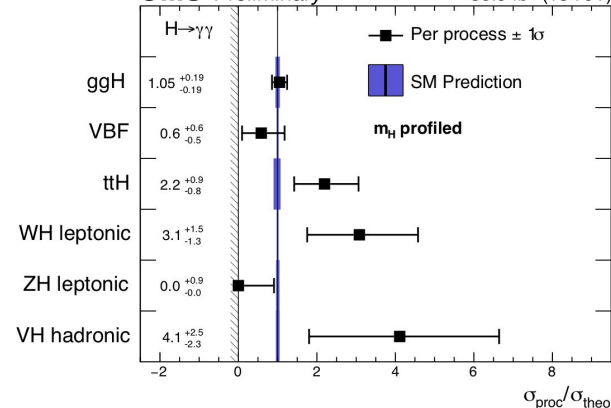 H→γγ
Per process ± 1σ
ggH 1.05 +0.19 -0.19
SM Prediction
VBF 0.6 +0.6 -0.5
m_H profiled
ttH 2.2 +0.9 -0.8
WH leptonic 3.1 +1.5 -1.3
ZH leptonic 0.0 +0.9 -0.0
VH hadronic 4.1 +2.5 -2.3
−2 0 2 4 6 8
σ_proc/σ_theo